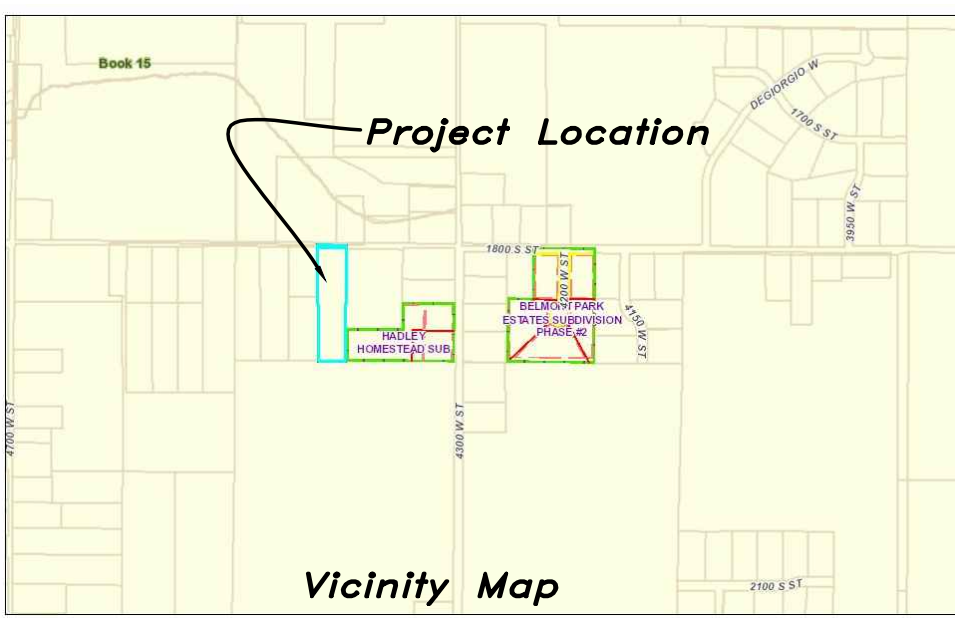 Book 15
DEGIORGIO W
1700 S ST
Project Location
3950 W ST
1800 S ST
4200 W ST
BELMONT PARK
ESTATES SUBDIVISION
PHASE #2
4150 W ST
HADLEY
HOMESTEAD SUB
4700 W ST
4300 W ST
Vicinity Map
2100 S ST